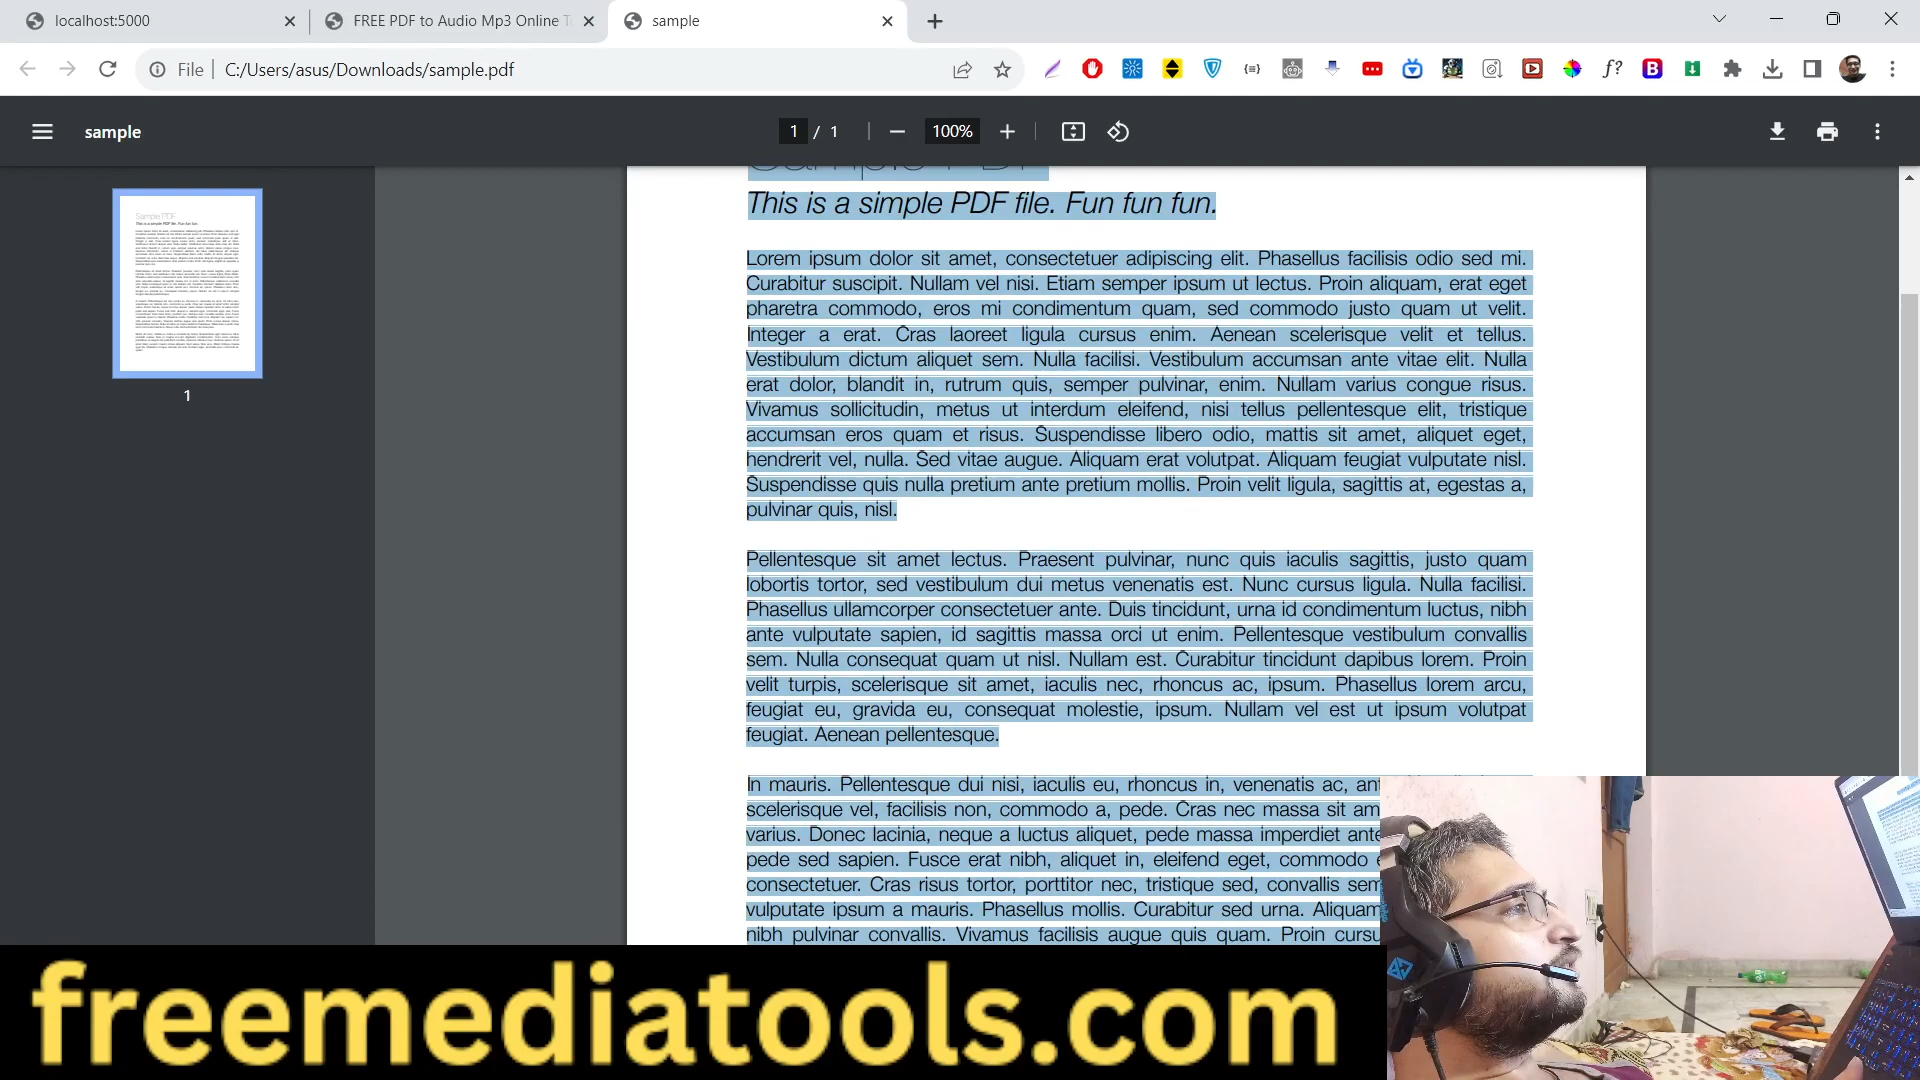 localhost:5000
FREE PDF to Audio Mp3 Online
sample
File
C:/Users/asus/Downloads/sample.pdf
sample
1 / 1
100%
This is a simple PDF file. Fun fun fun.
Lorem ipsum dolor sit amet, consectetuer adipiscing elit. Phasellus facilisis odio sed mi.
Curabitur suscipit. Nullam vel nisi. Etiam semper ipsum ut lectus. Proin aliquam, erat eget
pharetra commodo, eros mi condimentum quam, sed commodo justo quam ut velit.
Integer a erat. Cras laoreet ligula cursus enim. Aenean scelerisque velit et tellus.
Vestibulum dictum aliquet sem. Nulla facilisi. Vestibulum accumsan ante vitae elit. Nulla
erat dolor, blandit in, rutrum quis, semper pulvinar, enim. Nullam varius congue risus.
Vivamus sollicitudin, metus ut interdum eleifend, nisi tellus pellentesque elit, tristique
accumsan eros quam et risus. Suspendisse libero odio, mattis sit amet, aliquet eget,
hendrerit vel, nulla. Sed vitae augue. Aliquam erat volutpat. Aliquam feugiat vulputate nisl.
Suspendisse quis nulla pretium ante pretium mollis. Proin velit ligula, sagittis at, egestas a,
pulvinar quis, nisl.
Pellentesque sit amet lectus. Praesent pulvinar, nunc quis iaculis sagittis, justo quam
lobortis tortor, sed vestibulum dui metus venenatis est. Nunc cursus ligula. Nulla facilisi.
Phasellus ullamcorper consectetuer ante. Duis tincidunt, urna id condimentum luctus, nibh
ante vulputate sapien, id sagittis massa orci ut enim. Pellentesque vestibulum convallis
sem. Nulla consequat quam ut nisl. Nullam est. Curabitur tincidunt dapibus lorem. Proin
velit turpis, scelerisque sit amet, iaculis nec, rhoncus ac, ipsum. Phasellus lorem arcu,
feugiat eu, gravida eu, consequat molestie, ipsum. Nullam vel est ut ipsum volutpat
feugiat. Aenean pellentesque.
In mauris. Pellentesque dui nisi, iaculis eu, rhoncus in, venenatis ac,
scelerisque vel, facilisis non, commodo a, pede. Cras nec massa sit
varius. Donec lacinia, neque a luctus aliquet, pede massa imperdiet ante
pede sed sapien. Fusce erat nibh, aliquet in, eleifend eget, commodo
consectetuer. Cras risus tortor, porttitor nec, tristique sed, convallis
vulputate ipsum a mauris. Phasellus mollis. Curabitur sed urna. Aliquam
nibh pulvinar convallis. Vivamus facilisis augue quis quam. Proin
1
freemediatools.com